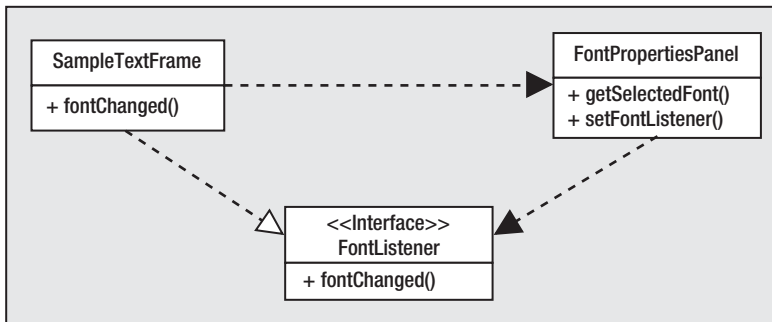 SampleTextFrame
+ fontChanged()
FontPropertiesPanel
+ getSelectedFont()
+ setFontListener()
<<Interface>>
FontListener
+ fontChanged()